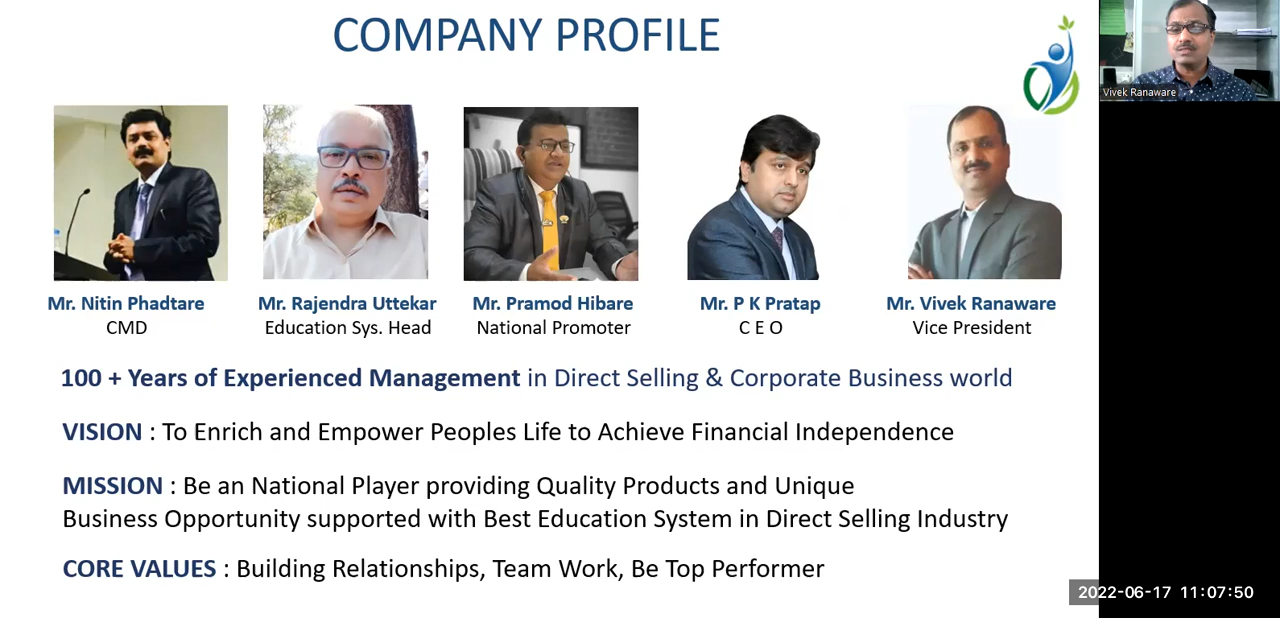 COMPANY PROFILE
Vivek Ranaware
Mr. Nitin Phadtare
CMD
Mr. Rajendra Uttekar
Education Sys. Head
Mr. Pramod Hibare
National Promoter
Mr. P K Pratap
C E O
Mr. Vivek Ranaware
Vice President
100 + Years of Experienced Management in Direct Selling & Corporate Business world
VISION : To Enrich and Empower Peoples Life to Achieve Financial Independence
MISSION : Be an National Player providing Quality Products and Unique
Business Opportunity supported with Best Education System in Direct Selling Industry
CORE VALUES : Building Relationships, Team Work, Be Top Performer
2022-06-17 11:07:50